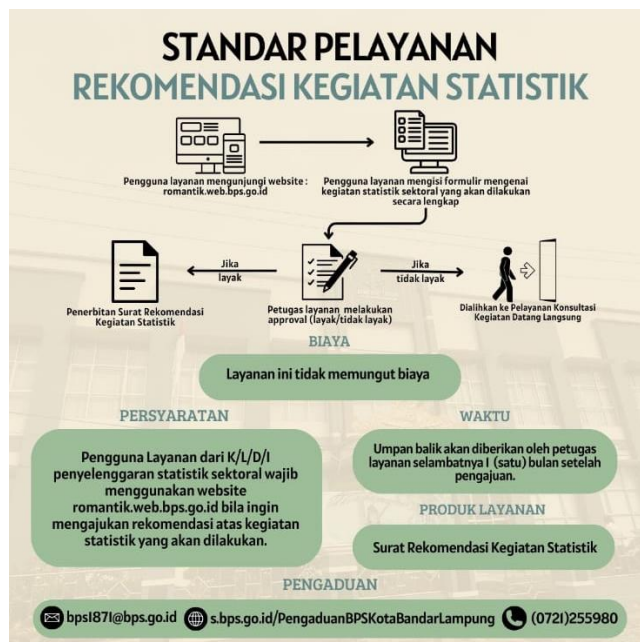 STANDAR PELAYANAN
REKOMENDASI KEGIATAN STATISTIK
Pengguna layanan mengunjungi website :
romantik.web.bps.go.id
Pengguna layanan mengisi formulir mengenai
kegiatan statistik sektoral yang akan dilakukan
secara lengkap
Jika
layak
Jika
tidak layak
Penerbitan Surat Rekomendasi
Kegiatan Statistik
Petugas layanan melakukan
approval (layak/tidak layak)
Dialihkan ke Pelayanan Konsultasi
Kegiatan Datang Langsung
BIAYA
Layanan ini tidak memungut biaya
PERSYARATAN
Pengguna Layanan dari K/L/D/I
penyelenggaran statistik sektoral wajib
menggunakan website
romantik.web.bps.go.id bila ingin
mengajukan rekomendasi atas kegiatan
statistik yang akan dilakukan.
WAKTU
Umpan balik akan diberikan oleh petugas
layanan selambatnya 1 (satu) bulan setelah
pengajuan.
PRODUK LAYANAN
Surat Rekomendasi Kegiatan Statistik
PENGADUAN
bps1871@bps.go.id s.bps.go.id/PengaduanBPSKotaBandarLampung (0721)255980